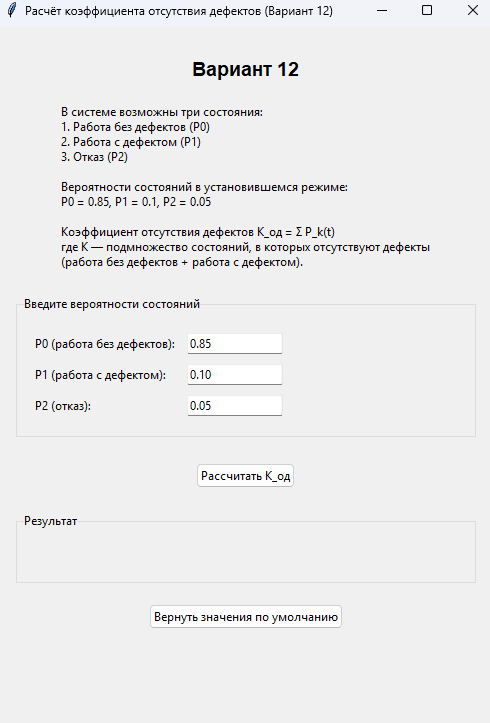 Расчёт коэффициента отсутствия дефектов (Вариант 12)
Вариант 12
В системе возможны три состояния:
1. Работа без дефектов (P0)
2. Работа с дефектом (P1)
3. Отказ (P2)
Вероятности состояний в установившемся режиме:
P0 = 0.85, P1 = 0.1, P2 = 0.05
Коэффициент отсутствия дефектов K_од = Σ P_k(t)
где K — подмножество состояний, в которых отсутствуют дефекты
(работа без дефектов + работа с дефектом).
Введите вероятности состояний
P0 (работа без дефектов): 0.85
P1 (работа с дефектом): 0.10
P2 (отказ): 0.05
Рассчитать K_од
Результат
Вернуть значения по умолчанию